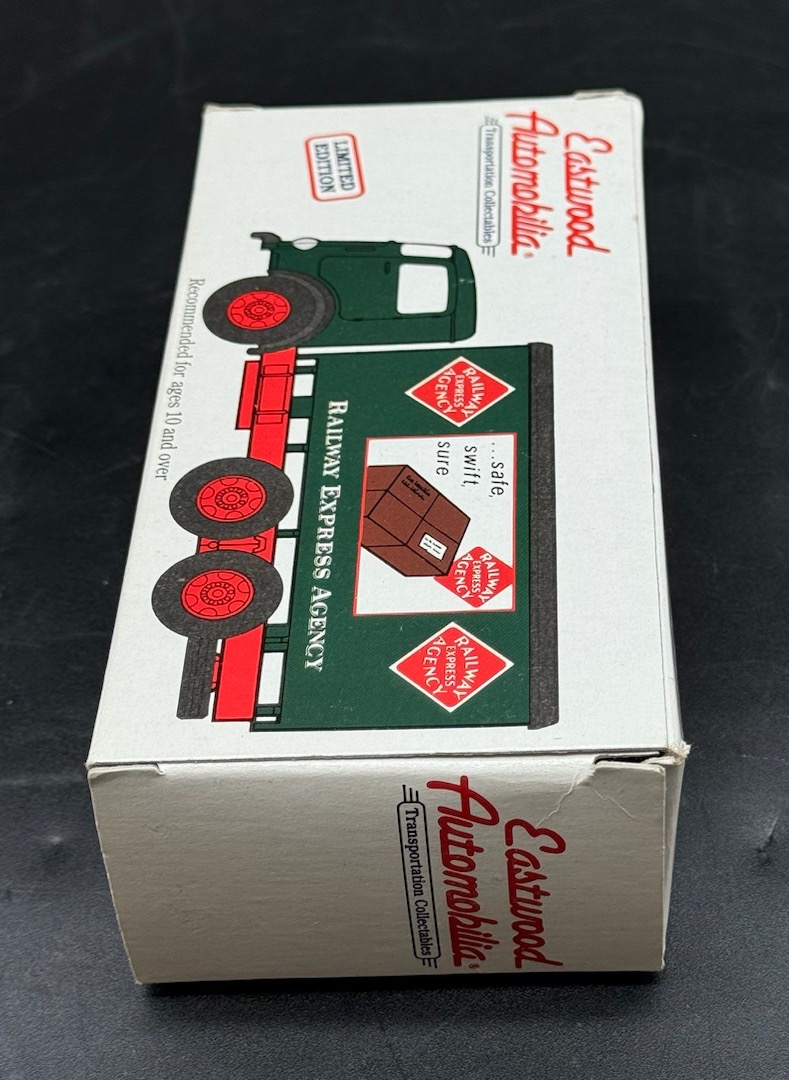 Eastwood
Automobilia®
Transportation Collectables
LIMITED
EDITION
RAILWAY
EXPRESS
AGENCY
...safe,
swift,
sure
RAILWAY
EXPRESS
AGENCY
RAILWAY
EXPRESS
AGENCY
RAILWAY EXPRESS AGENCY
Recommended for ages 10 and over
Eastwood
Automobilia®
Transportation Collectables